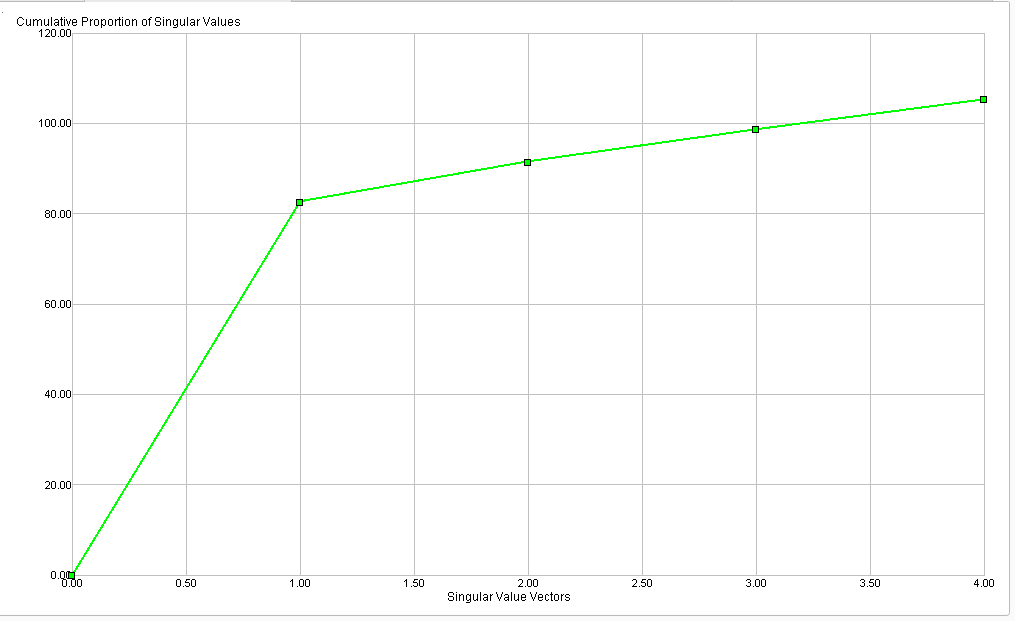 Cumulative Proportion of Singular Values
120.00
100.00
80.00
60.00
40.00
20.00
0.00
0.00 0.50 1.00 1.50 2.00 2.50 3.00 3.50 4.00
Singular Value Vectors